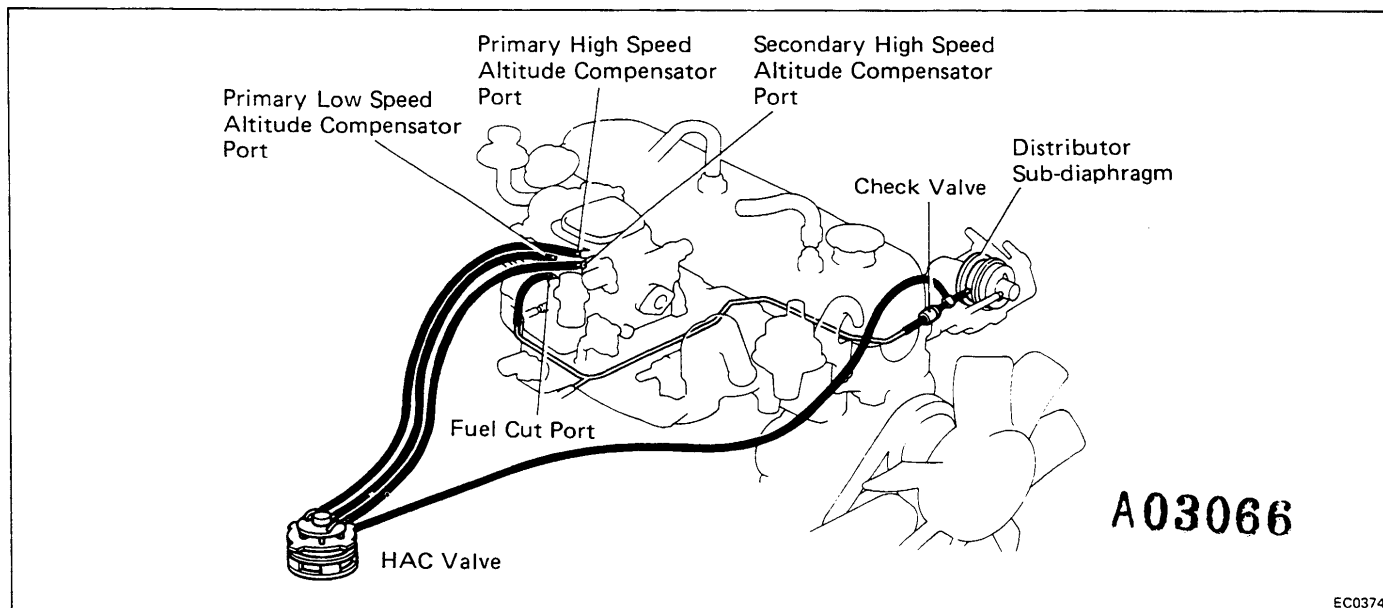 Primary High Speed
Altitude Compensator
Port
Secondary High Speed
Altitude Compensator
Port
Primary Low Speed
Altitude Compensator
Port
Distributor
Sub-diaphragm
Check Valve
Fuel Cut Port
HAC Valve
A03066
EC0374